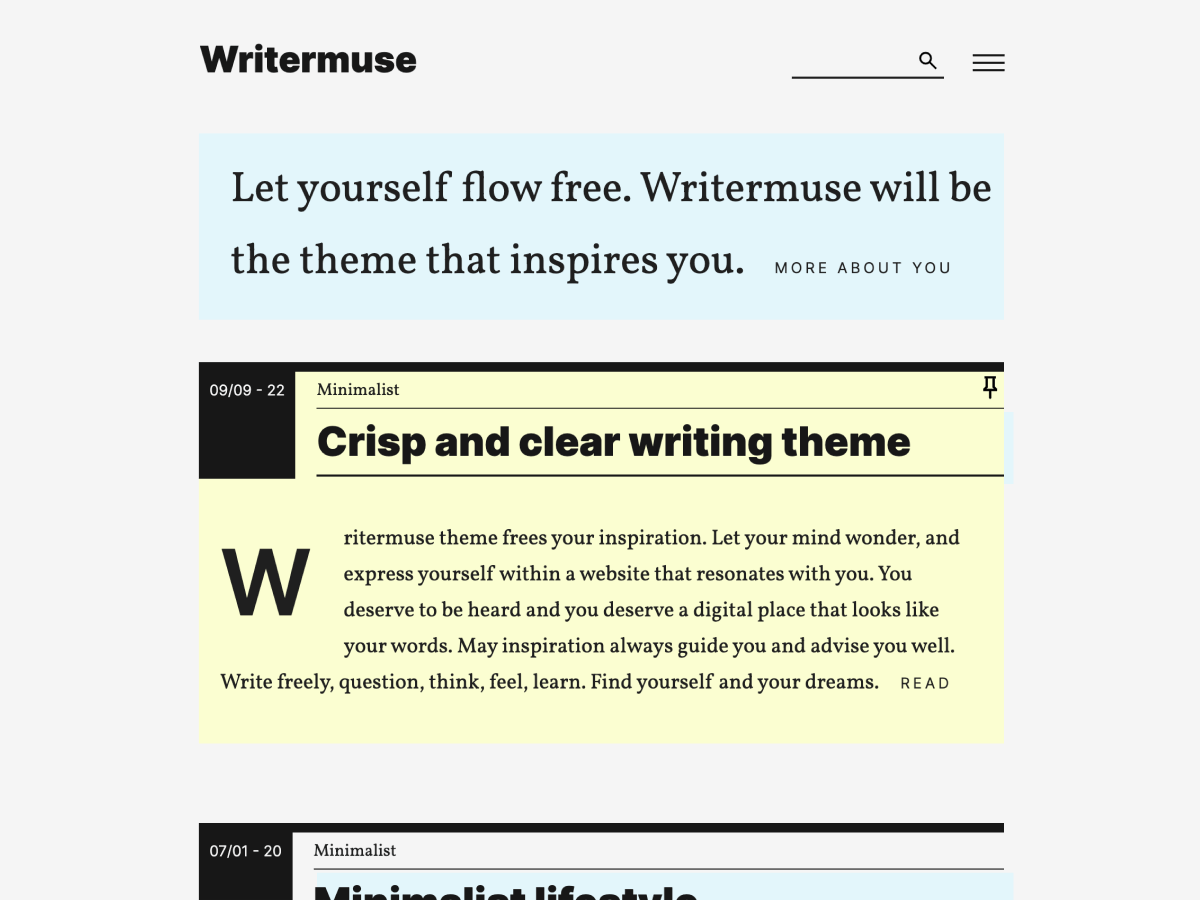 Writermuse
Let yourself flow free. Writermuse will be
the theme that inspires you. MORE ABOUT YOU
09/09 - 22
Minimalist
Crisp and clear writing theme
Writermuse theme frees your inspiration. Let your mind wonder, and
express yourself within a website that resonates with you. You
deserve to be heard and you deserve a digital place that looks like
your words. May inspiration always guide you and advise you well.
Write freely, question, think, feel, learn. Find yourself and your dreams. READ
07/01 - 20
Minimalist
Minimalist lifestyle